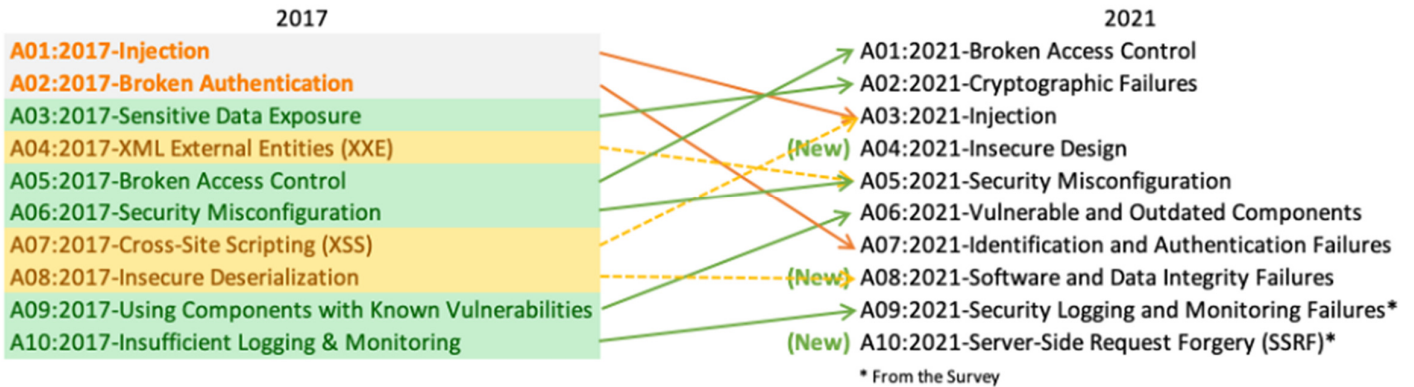 2017 2021
A01:2017-Injection A01:2021-Broken Access Control
A02:2017-Broken Authentication A02:2021-Cryptographic Failures
A03:2017-Sensitive Data Exposure A03:2021-Injection
A04:2017-XML External Entities (XXE) (New) A04:2021-Insecure Design
A05:2017-Broken Access Control A05:2021-Security Misconfiguration
A06:2017-Security Misconfiguration A06:2021-Vulnerable and Outdated Components
A07:2017-Cross-Site Scripting (XSS) A07:2021-Identification and Authentication Failures
A08:2017-Insecure Deserialization (New) A08:2021-Software and Data Integrity Failures
A09:2017-Using Components with Known Vulnerabilities A09:2021-Security Logging and Monitoring Failures*
A10:2017-Insufficient Logging & Monitoring (New) A10:2021-Server-Side Request Forgery (SSRF)*
* From the Survey